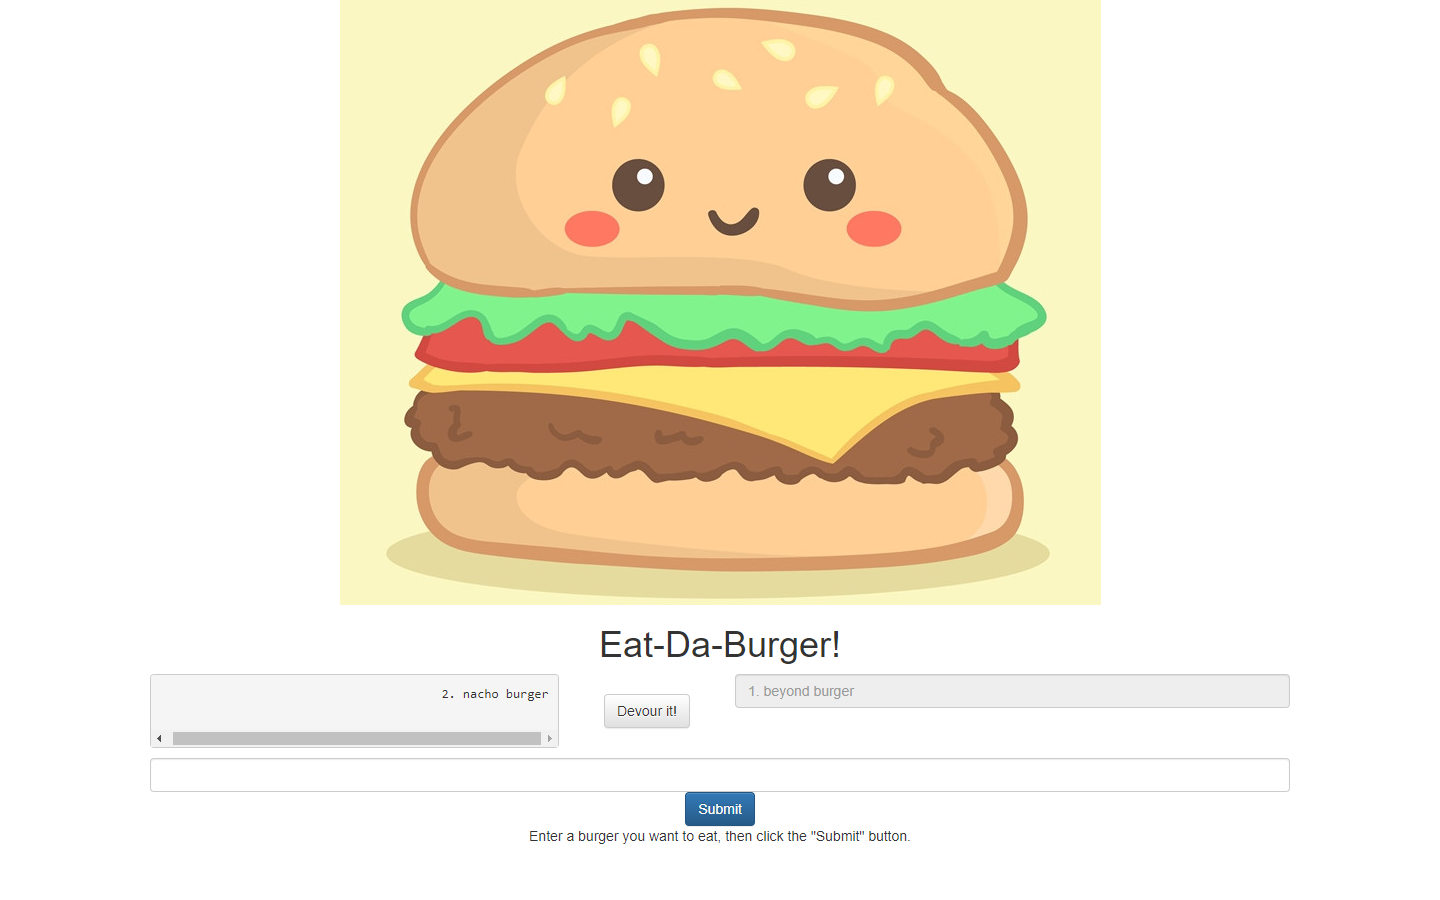 Eat-Da-Burger!
2. nacho burger
Devour it!
1. beyond burger
Submit
Enter a burger you want to eat, then click the "Submit" button.